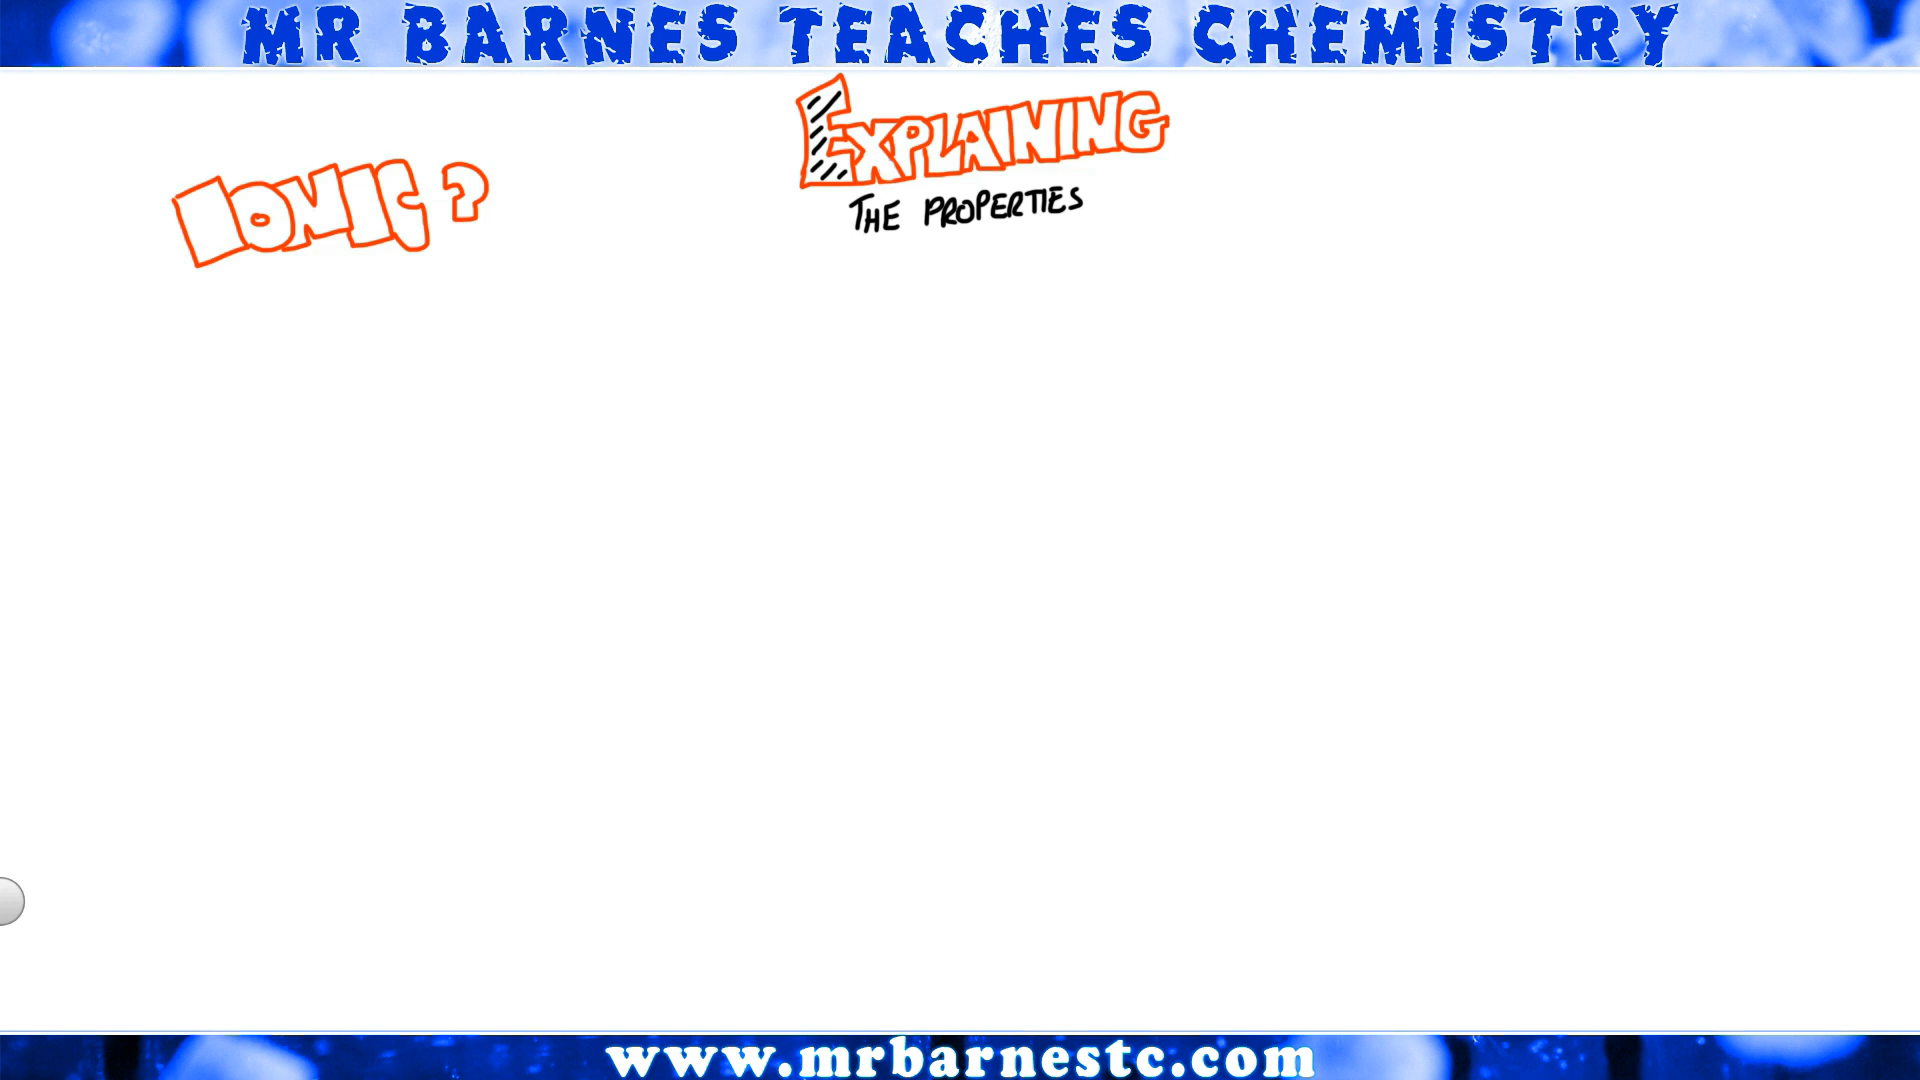 MR BARNES TEACHES CHEMISTRY
EXPLAINING
THE PROPERTIES
IONIC?
www.mrbarnestc.com